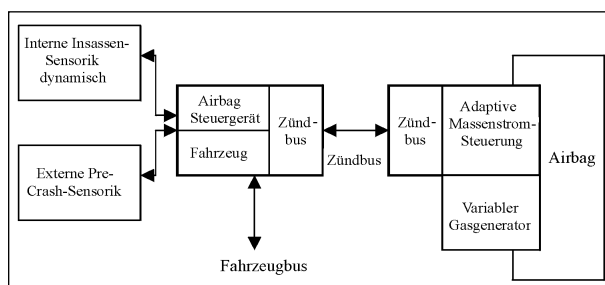 Interne Insassen-
Sensorik
dynamisch
Externe Pre-
Crash-Sensorik
Airbag
Steuergerät
Fahrzeug
Zünd-
bus
Zündbus
Fahrzeugbus
Zünd-
bus
Adaptive
Massenstrom-
Steuerung
Variabler
Gasgenerator
Airbag